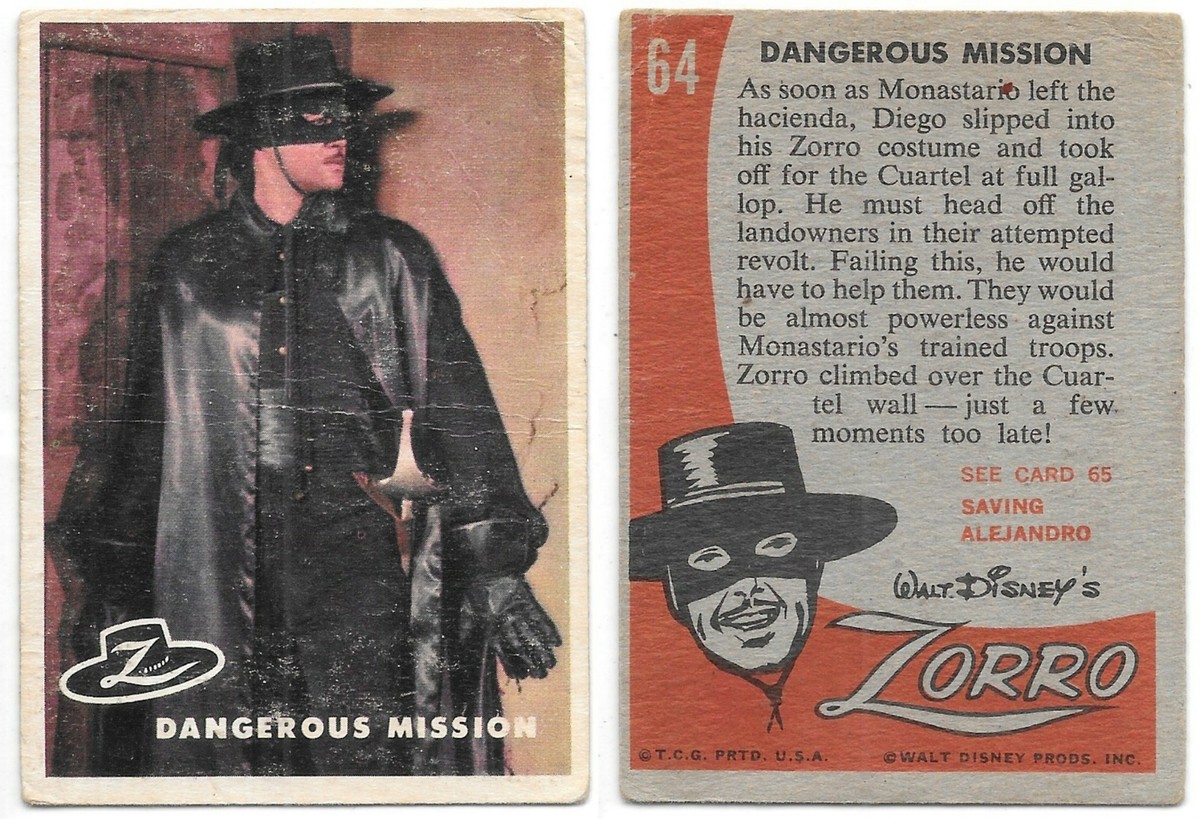 Z
DANGEROUS MISSION
64
DANGEROUS MISSION
As soon as Monastario left the
hacienda, Diego slipped into
his Zorro costume and took
off for the Cuartel at full gal-
lop. He must head off the
landowners in their attempted
revolt. Failing this, he would
have to help them. They would
be almost powerless against
Monastario's trained troops.
Zorro climbed over the Cuar-
tel wall — just a few
moments too late!
SEE CARD 65
SAVING
ALEJANDRO
WALT DISNEY'S
ZORRO
©T.C.G. PRTD. U.S.A.
©WALT DISNEY PRODS. INC.